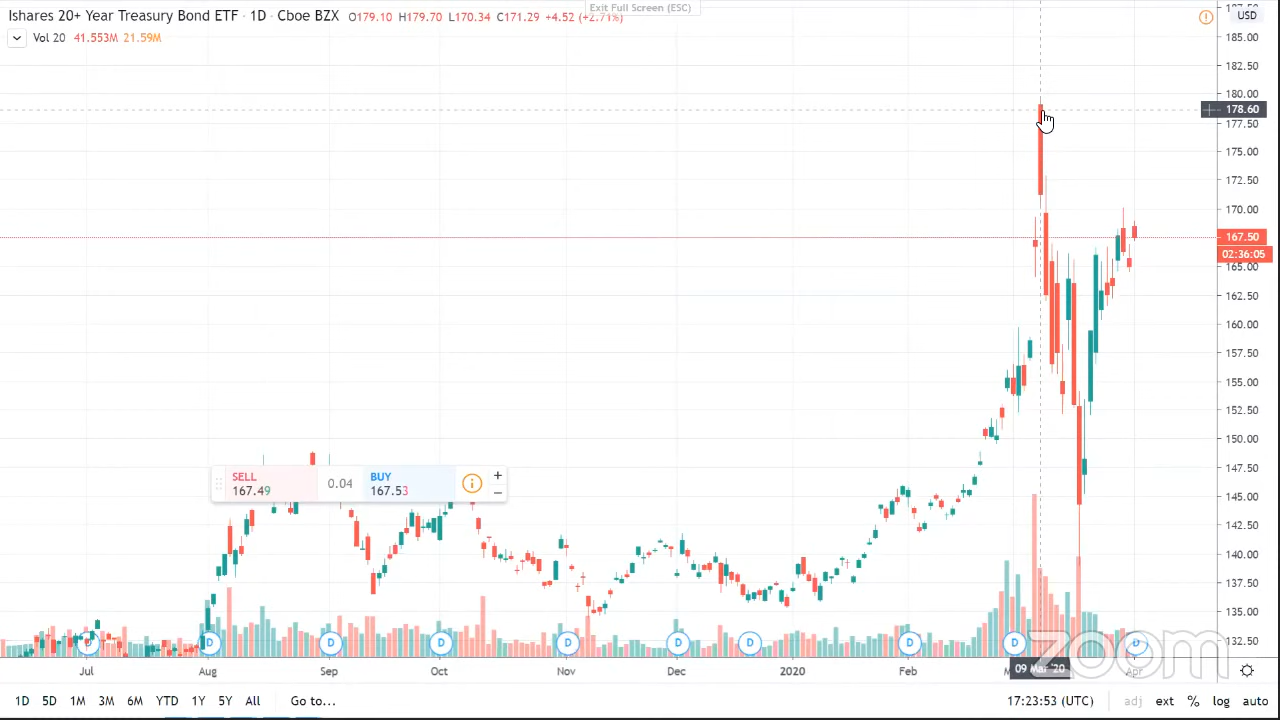 Exit Full Screen (ESC)
Ishares 20+ Year Treasury Bond ETF · 1D · Cboe BZX O179.10 H179.70 L170.34 C171.29 +4.52 (+2.71%)
USD
Vol 20 41.553M 21.59M
185.00
182.50
180.00
178.60
177.50
175.00
172.50
170.00
167.50
02:36:05
165.00
162.50
160.00
157.50
155.00
152.50
150.00
147.50
145.00
142.50
140.00
137.50
135.00
132.50
SELL
167.49
0.04
BUY
167.53
+
−
D D D D D D D D D D
zoom
Jul Aug Sep Oct Nov Dec 2020 Feb 09 Mar '20 Apr
1D 5D 1M 3M 6M YTD 1Y 5Y All Go to... 17:23:53 (UTC) adj ext % log auto